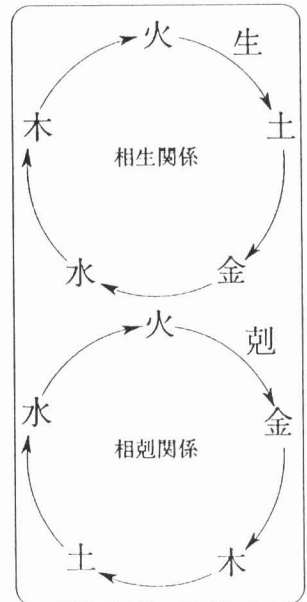 火
生
木
土
相生関係
水
金
火
剋
水
金
相剋関係
土
木